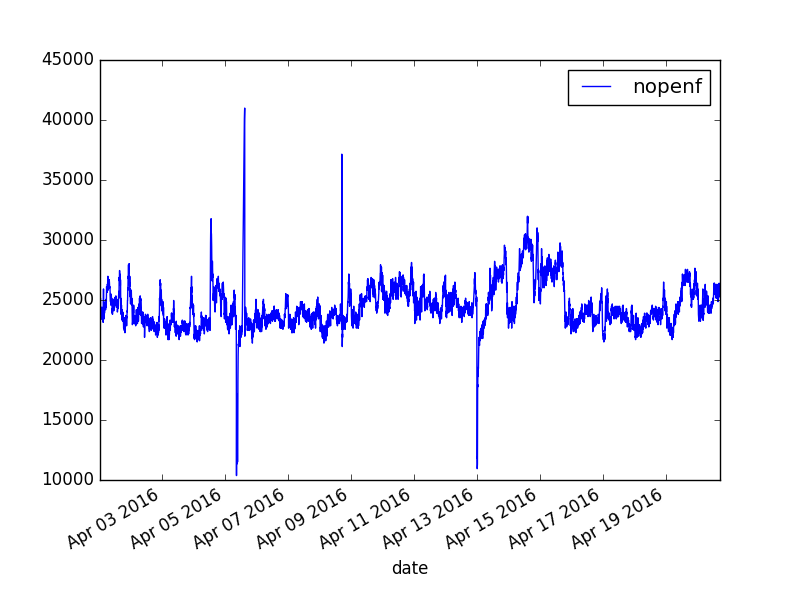 45000
nopenf
40000
35000
30000
25000
20000
15000
10000
Apr 03 2016
Apr 05 2016
Apr 07 2016
Apr 09 2016
Apr 11 2016
Apr 13 2016
Apr 15 2016
Apr 17 2016
Apr 19 2016
date